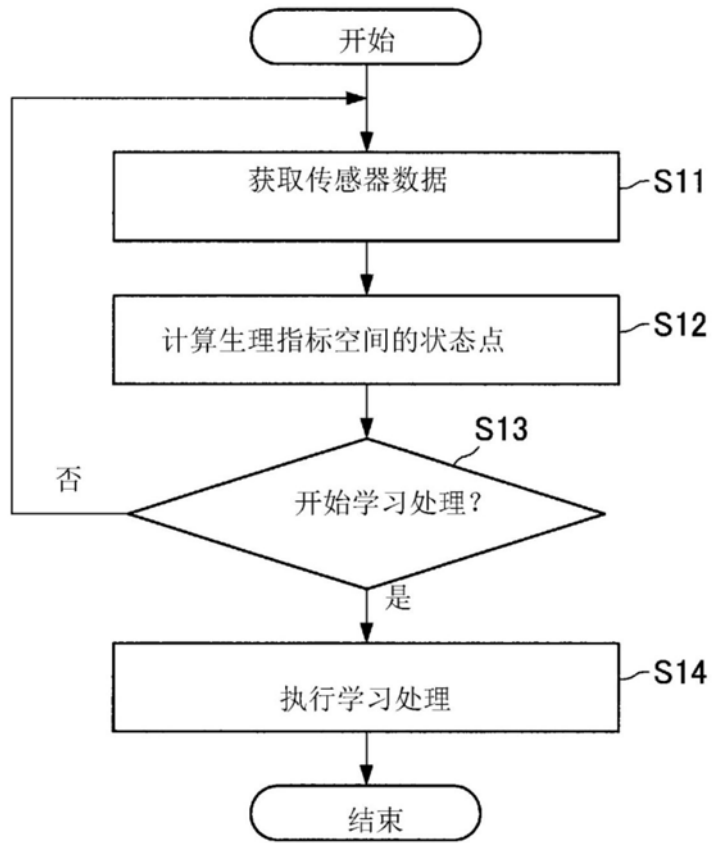 开始
获取传感器数据
S11
计算生理指标空间的状态点
S12
S13
开始学习处理?
否
是
执行学习处理
S14
结束